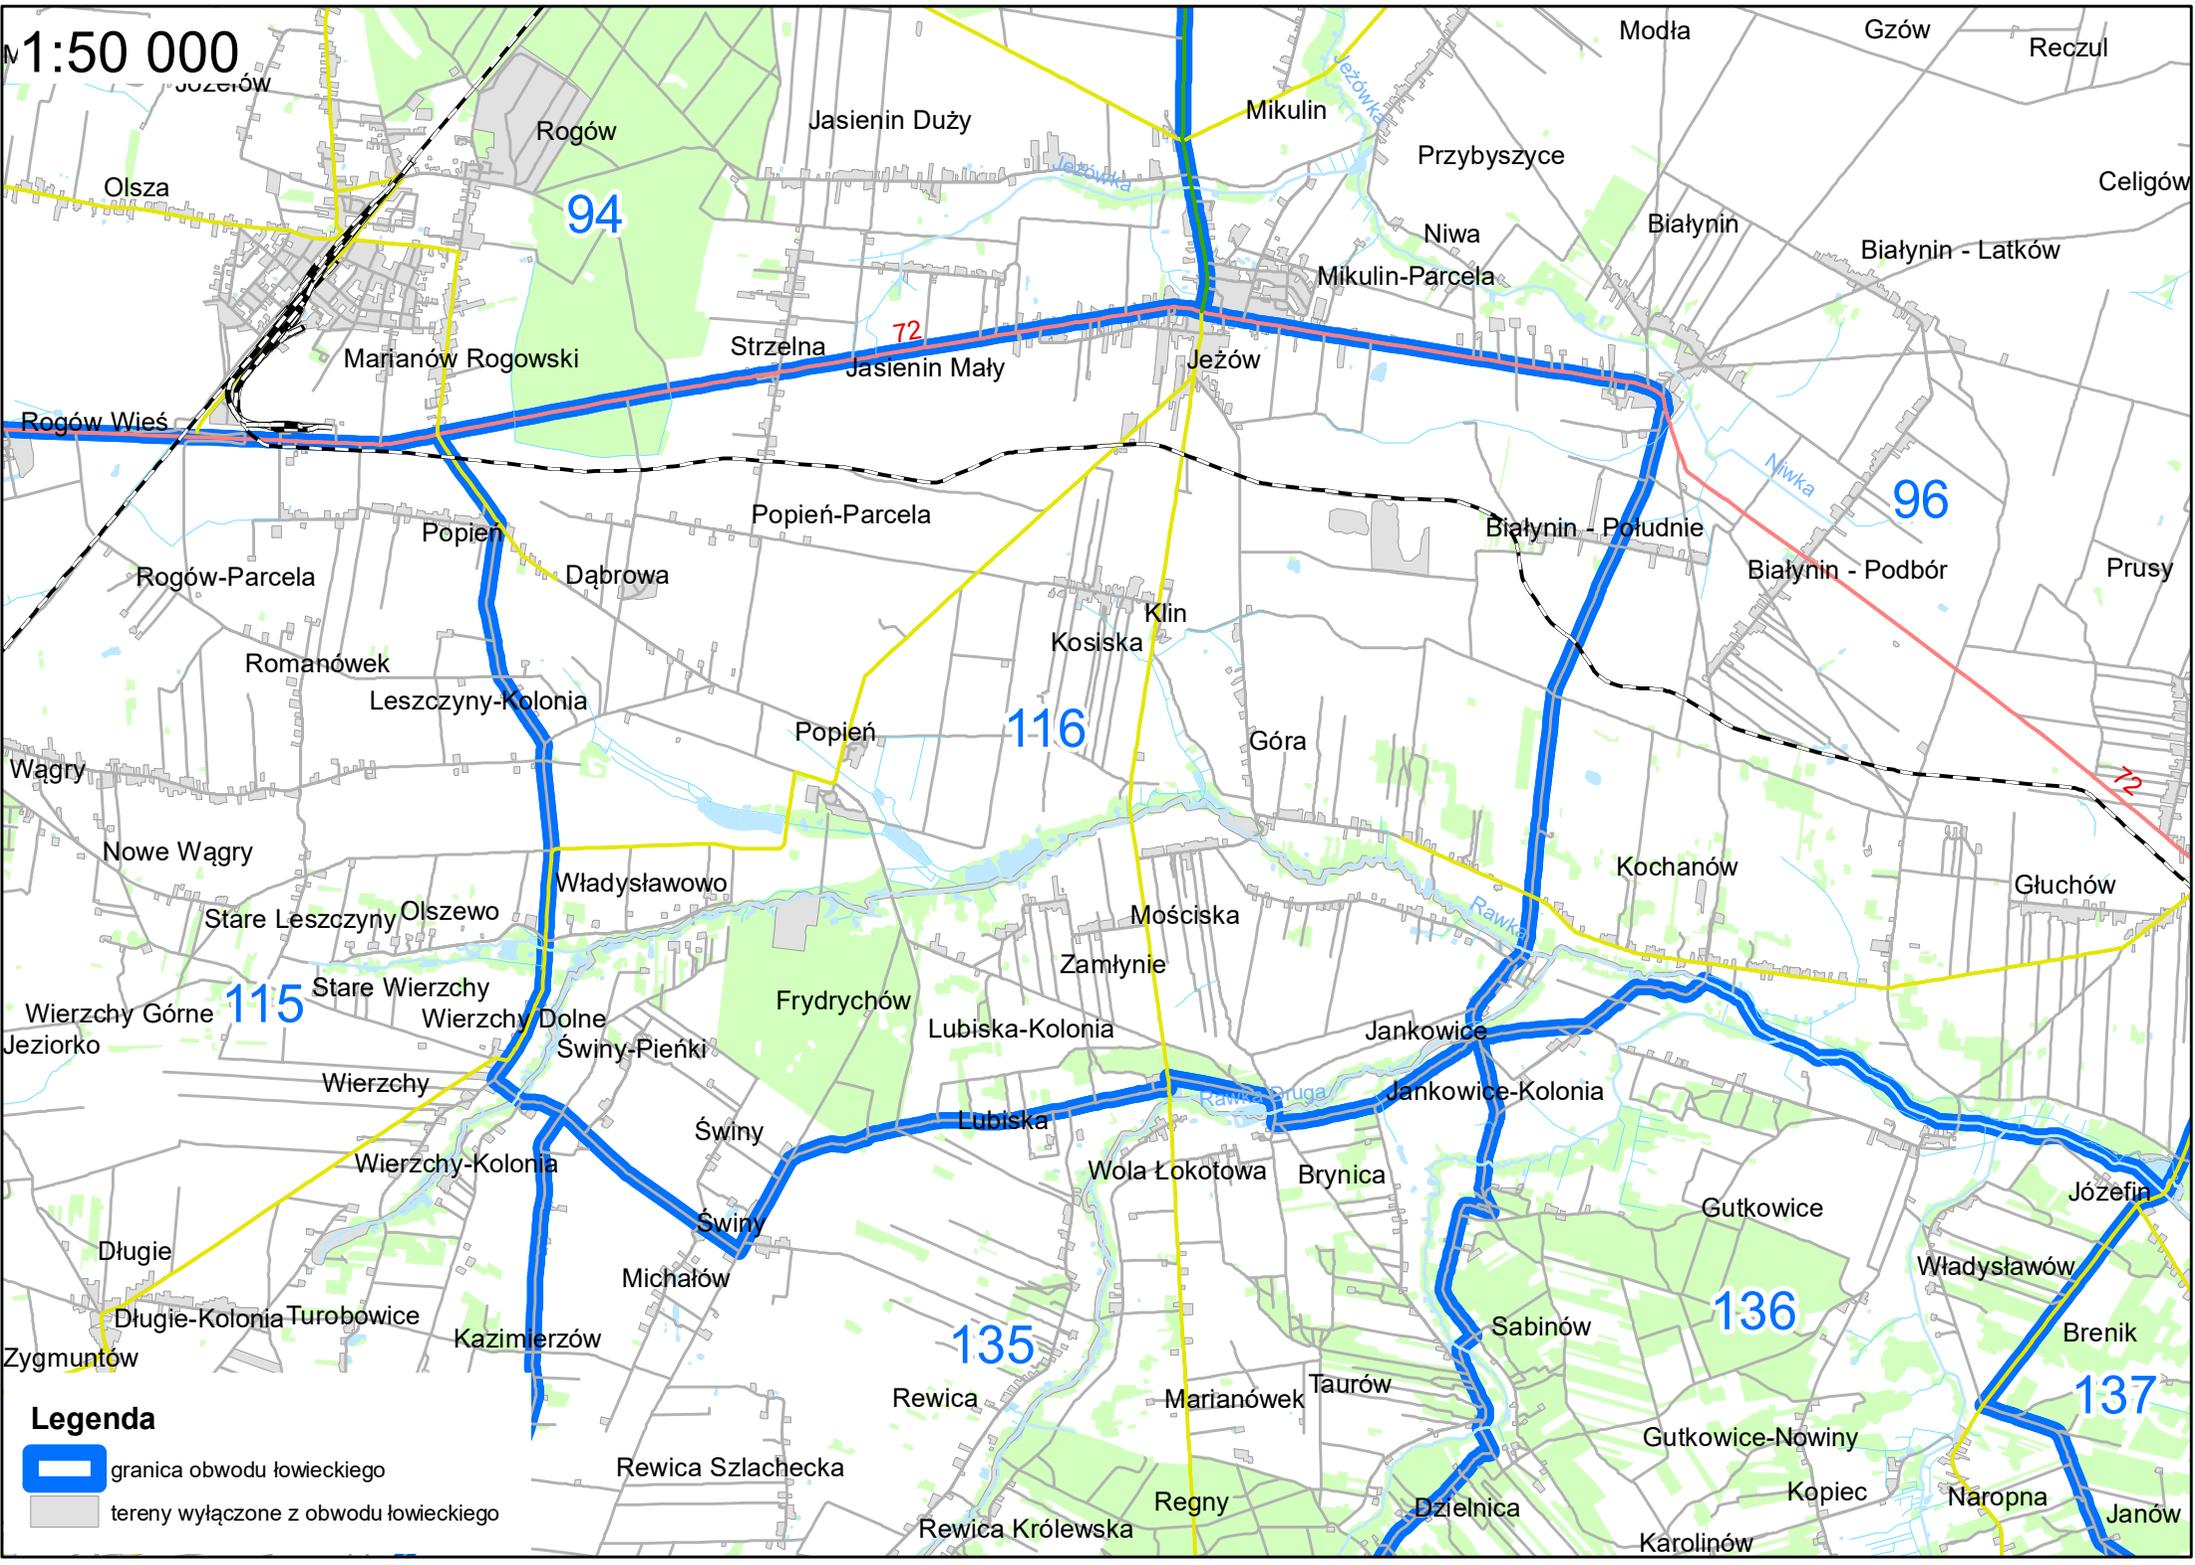 1:50 000
Józefów
Modła
Gzów
Reczul
Rogów
Jasienin Duży
Mikulin
Jeżówka
Przybyszyce
Celigów
Olsza
Jeżówka
94
Niwa
Białynin
Białynin - Latków
Mikulin-Parcela
72
Strzelna
Marianów Rogowski
Jasienin Mały
Jeżów
Rogów Wieś
Niwka
96
Popień
Popień-Parcela
Białynin - Południe
Rogów-Parcela
Dąbrowa
Białynin - Podbór
Prusy
Klin
Kosiska
Romanówek
Leszczyny-Kolonia
116
Popień
Góra
Wągry
72
Nowe Wągry
Kochanów
Władysławowo
Głuchów
Stare Leszczyny
Olszewo
Mościska
Rawka
Zamłynie
Stare Wierzchy
115
Frydrychów
Wierzchy Górne
Wierzchy Dolne
Lubiska-Kolonia
Jankowice
Jeziorko
Świny-Pieńki
Wierzchy
Rawka Druga
Jankowice-Kolonia
Lubiska
Świny
Wierzchy-Kolonia
Wola Łokotowa
Brynica
Józefin
Świny
Gutkowice
Długie
Michałów
Władysławów
Długie-Kolonia
Turobowice
136
Sabinów
Kazimierzów
135
Brenik
Zygmuntów
Taurów
137
Rewica
Marianówek
Legenda
Gutkowice-Nowiny
granica obwodu łowieckiego
Rewica Szlachecka
Kopiec
Naropna
Regny
Dzielnica
Janów
tereny wyłączone z obwodu łowieckiego
Rewica Królewska
Karolinów